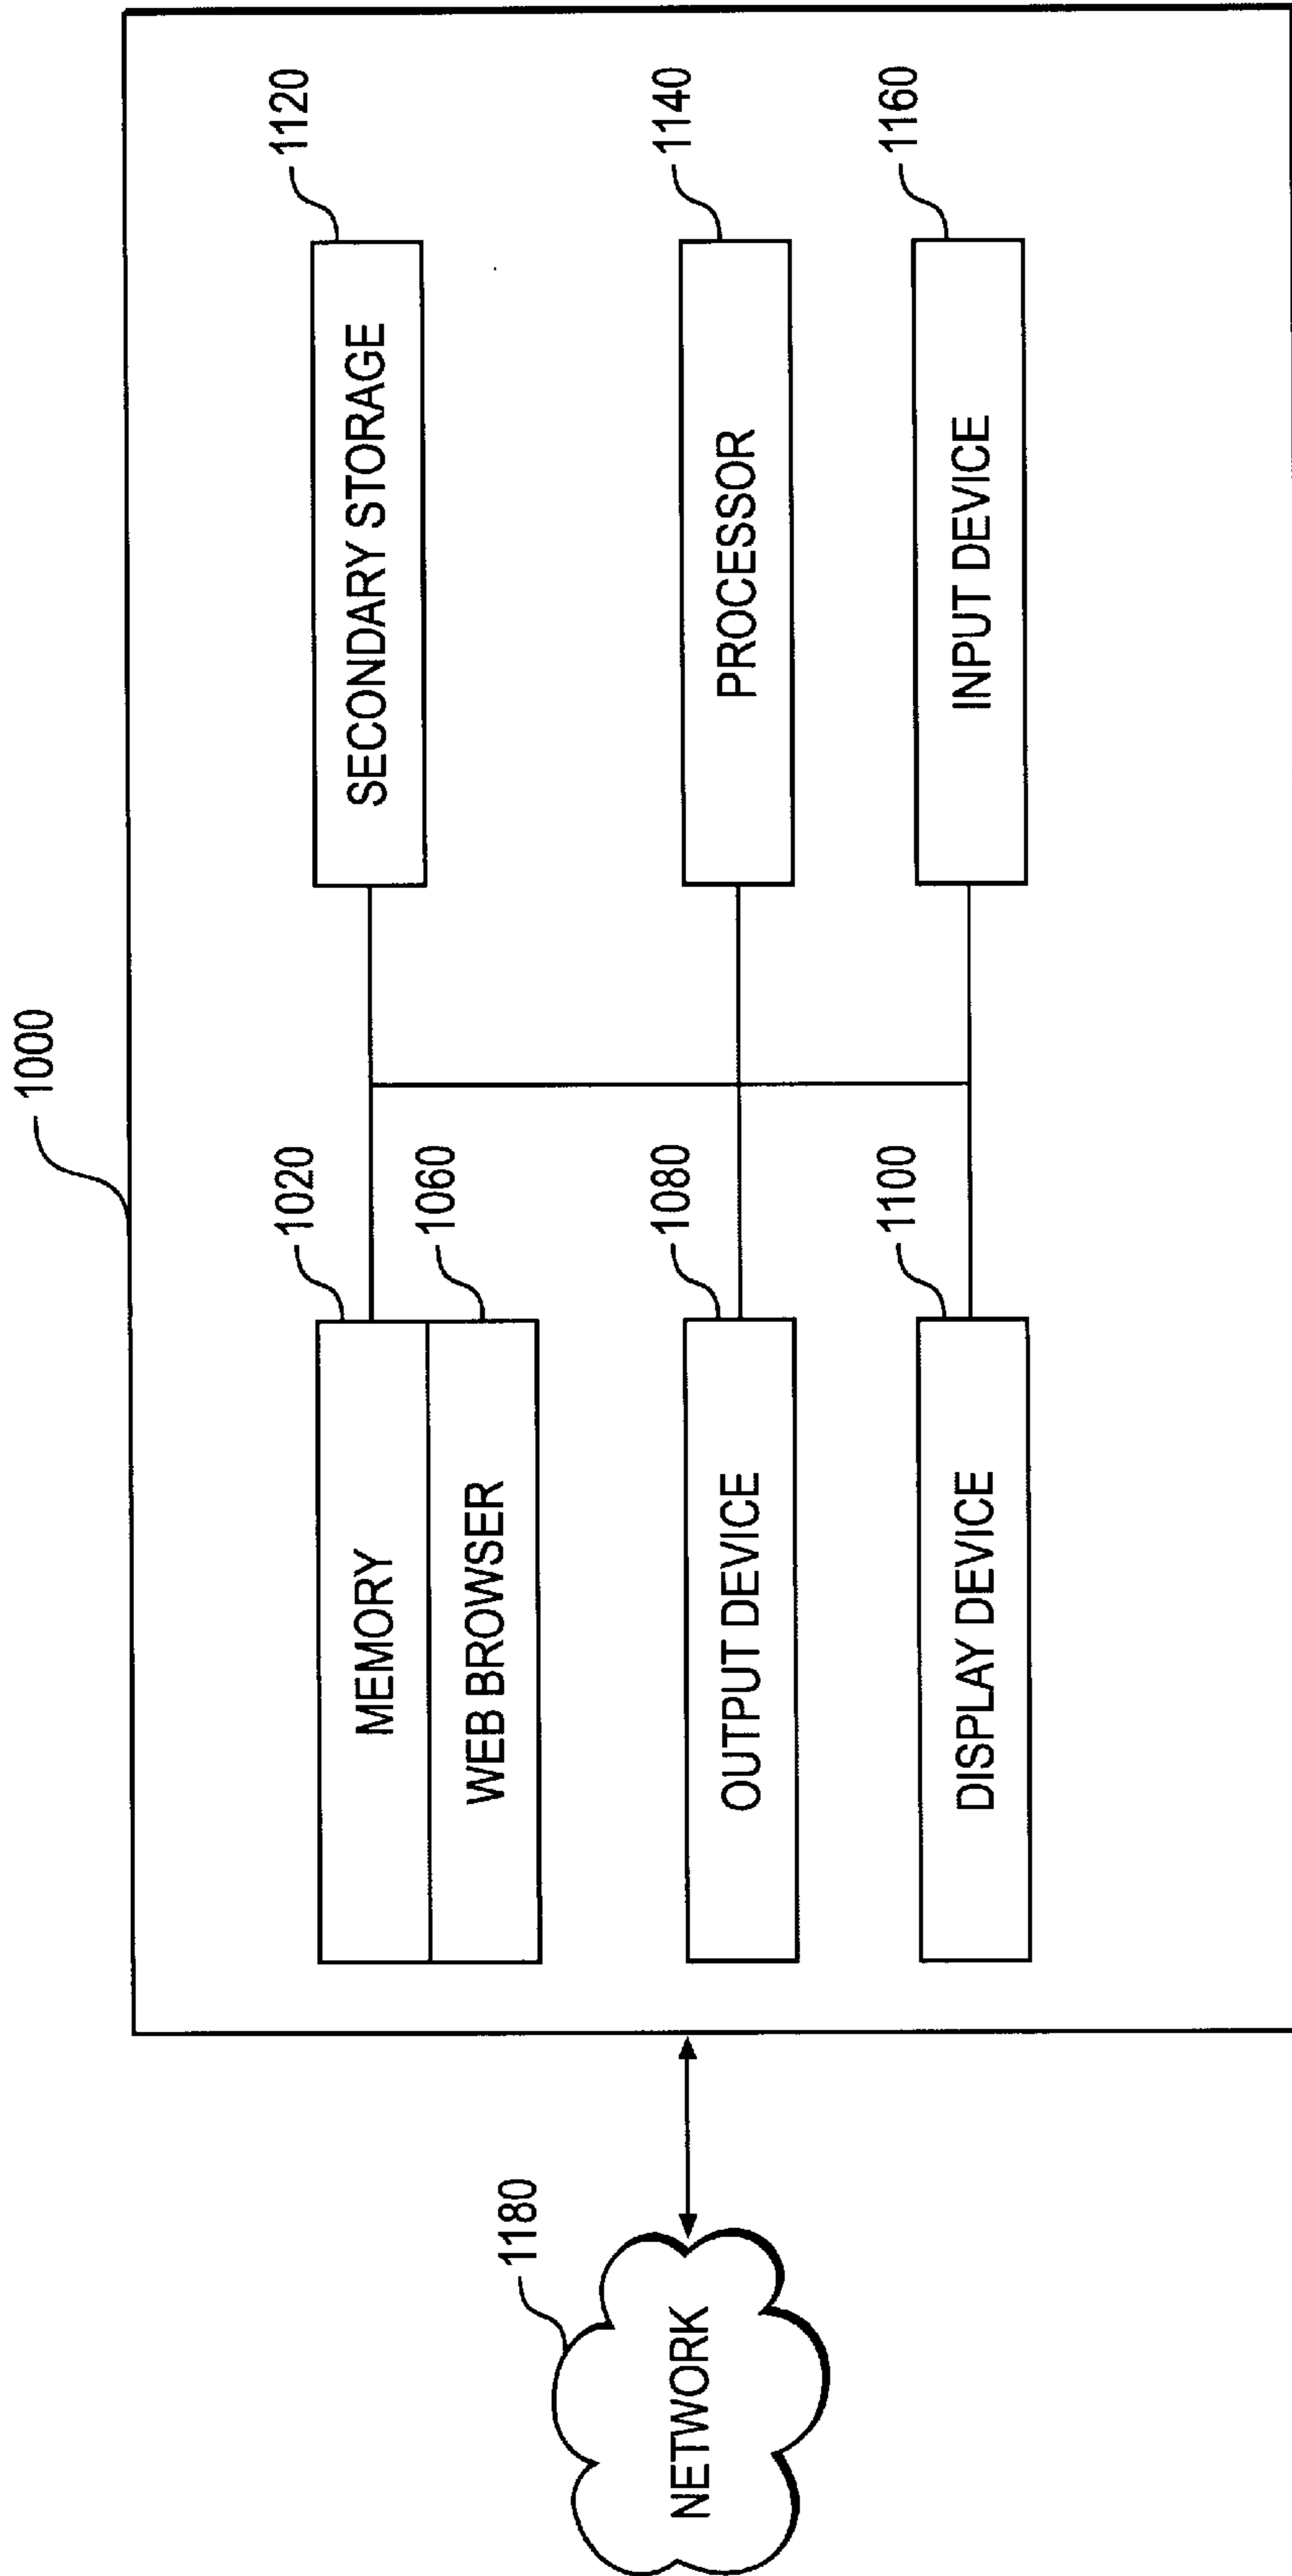 1000
1020
MEMORY
1060
WEB BROWSER
1080
OUTPUT DEVICE
1100
DISPLAY DEVICE
1120
SECONDARY STORAGE
1140
PROCESSOR
1160
INPUT DEVICE
1180
NETWORK